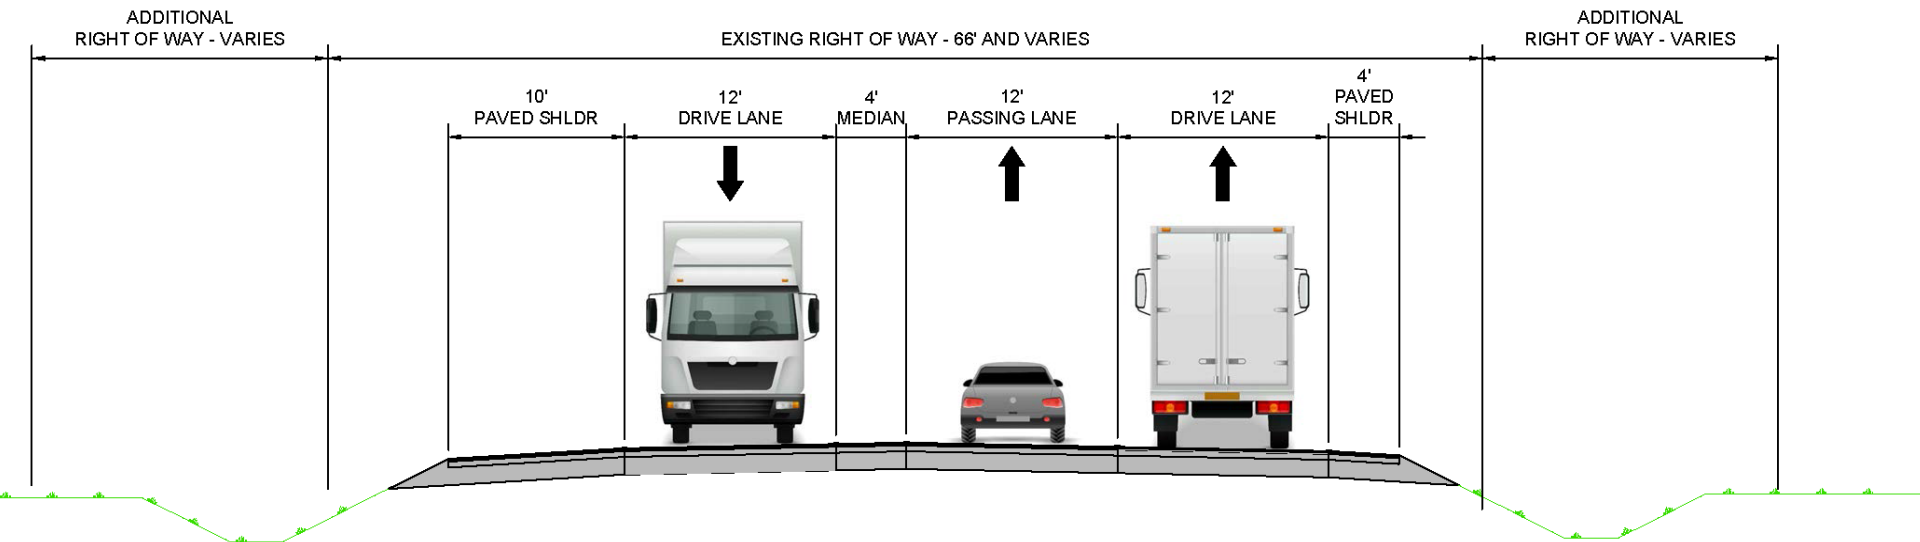 ADDITIONAL
RIGHT OF WAY - VARIES
EXISTING RIGHT OF WAY - 66' AND VARIES
ADDITIONAL
RIGHT OF WAY - VARIES
10'
PAVED SHLDR
12'
DRIVE LANE
4'
MEDIAN
12'
PASSING LANE
12'
DRIVE LANE
4'
PAVED
SHLDR